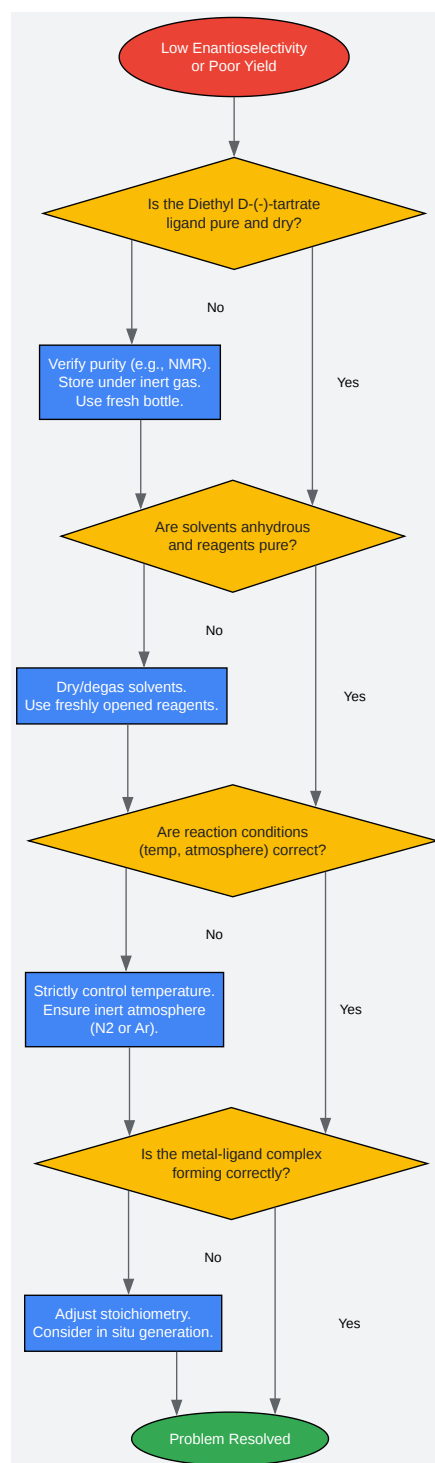 Low Enantioselectivity
or Poor Yield
Is the Diethyl D-(-)-tartrate
ligand pure and dry?
No
Verify purity (e.g., NMR).
Store under inert gas.
Use fresh bottle.
Yes
Are solvents anhydrous
and reagents pure?
No
Dry/degas solvents.
Use freshly opened reagents.
Yes
Are reaction conditions
(temp, atmosphere) correct?
No
Strictly control temperature.
Ensure inert atmosphere
(N2 or Ar).
Yes
Is the metal-ligand complex
forming correctly?
No
Adjust stoichiometry.
Consider in situ generation.
Yes
Problem Resolved